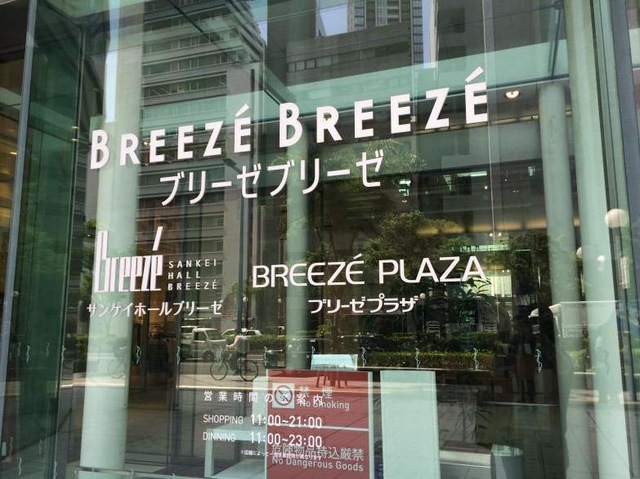 BREEZÉ BREEZÉ
ブリーゼブリーゼ
Breezé
SANKEI
HALL
BREEZÉ
サンケイホールブリーゼ
BREEZÉ PLAZA
ブリーゼプラザ
営業時間のご案内
禁煙
No Smoking
SHOPPING 11:00~21:00
DINNING 11:00~23:00
危険物品持込厳禁
No Dangerous Goods